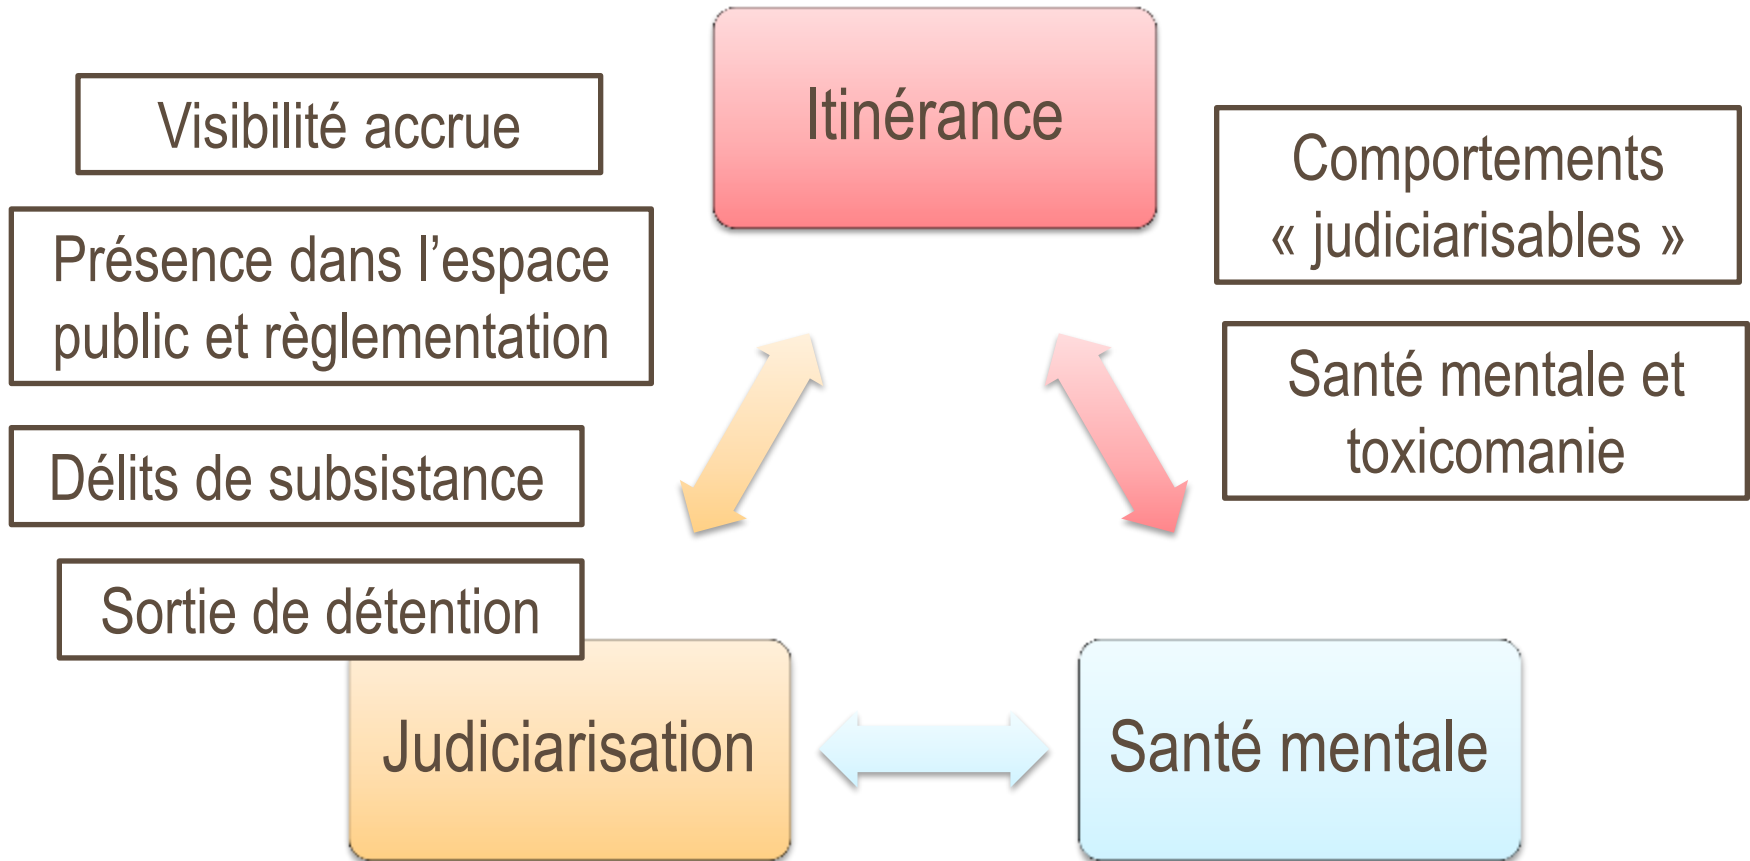 Itinérance
Visibilité accrue
Présence dans l’espace
public et règlementation
Délits de subsistance
Sortie de détention
Comportements
« judiciarisables »
Santé mentale et
toxicomanie
Judiciarisation
Santé mentale